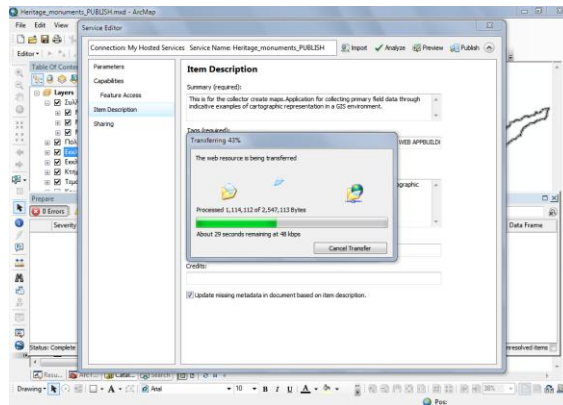 Heritage_monuments_PUBLISH.mxd - ArcMap
File Edit View
Service Editor
Connection: My Hosted Services Service Name: Heritage_monuments_PUBLISH
Import Analyze Preview Publish
Editor
Table Of Conte
Layers
Parameters
Capabilities
Feature Access
Item Description
Sharing
Item Description
Summary (required):
This is for the collector create maps. Application for collecting primary field data through
indicative examples of cartographic representation in a GIS environment.
Tags (required):
WEB APPBUILDI
Transferring 43%
The web resource is being transferred
Processed 1,114,112 of 2,547,113 Bytes
About 29 seconds remaining at 48 kbps
Cancel Transfer
Credits:
Update missing metadata in document based on item description.
Prepare
0 Errors
Severity
Data Frame
Status: Complete
Drawing
Arial
10
B I U A
Pos: